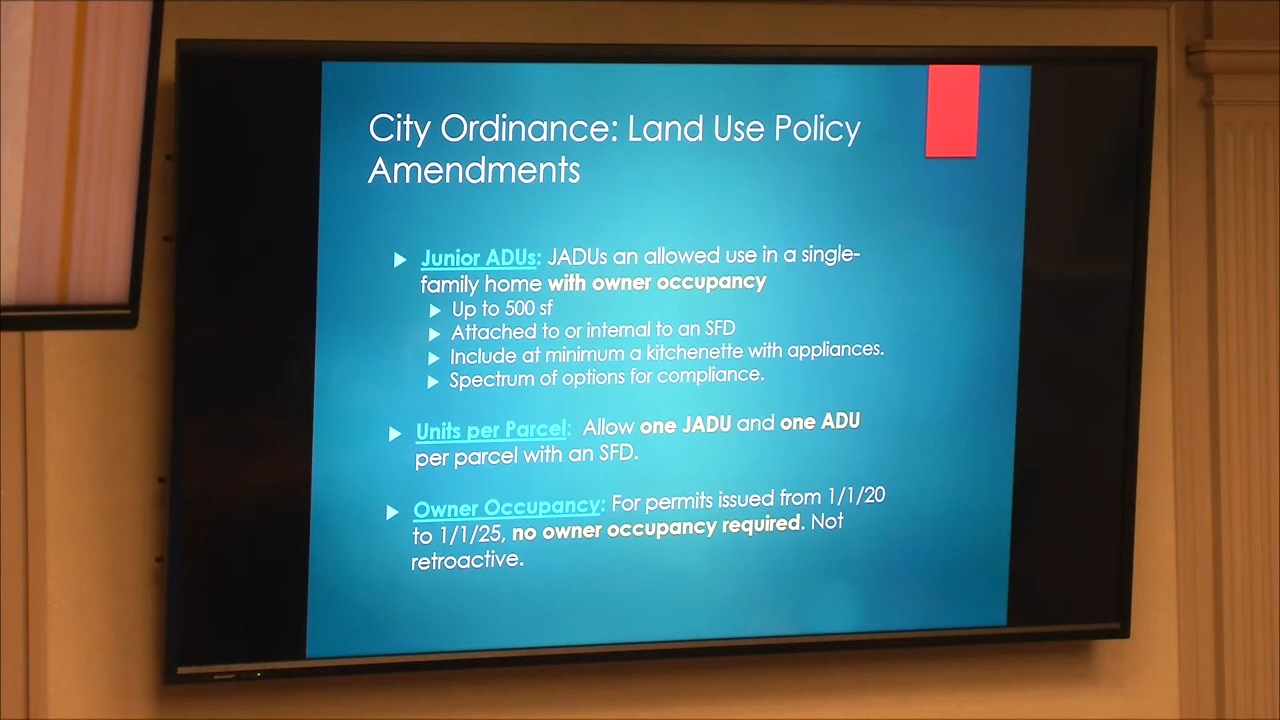 City Ordinance: Land Use Policy
Amendments
Junior ADUs: JADUs an allowed use in a single-
family home with owner occupancy
Up to 500 sf
Attached to or internal to an SFD
Include at minimum a kitchenette with appliances.
Spectrum of options for compliance.
Units per Parcel: Allow one JADU and one ADU
per parcel with an SFD.
Owner Occupancy: For permits issued from 1/1/20
to 1/1/25, no owner occupancy required. Not
retroactive.
SHARP